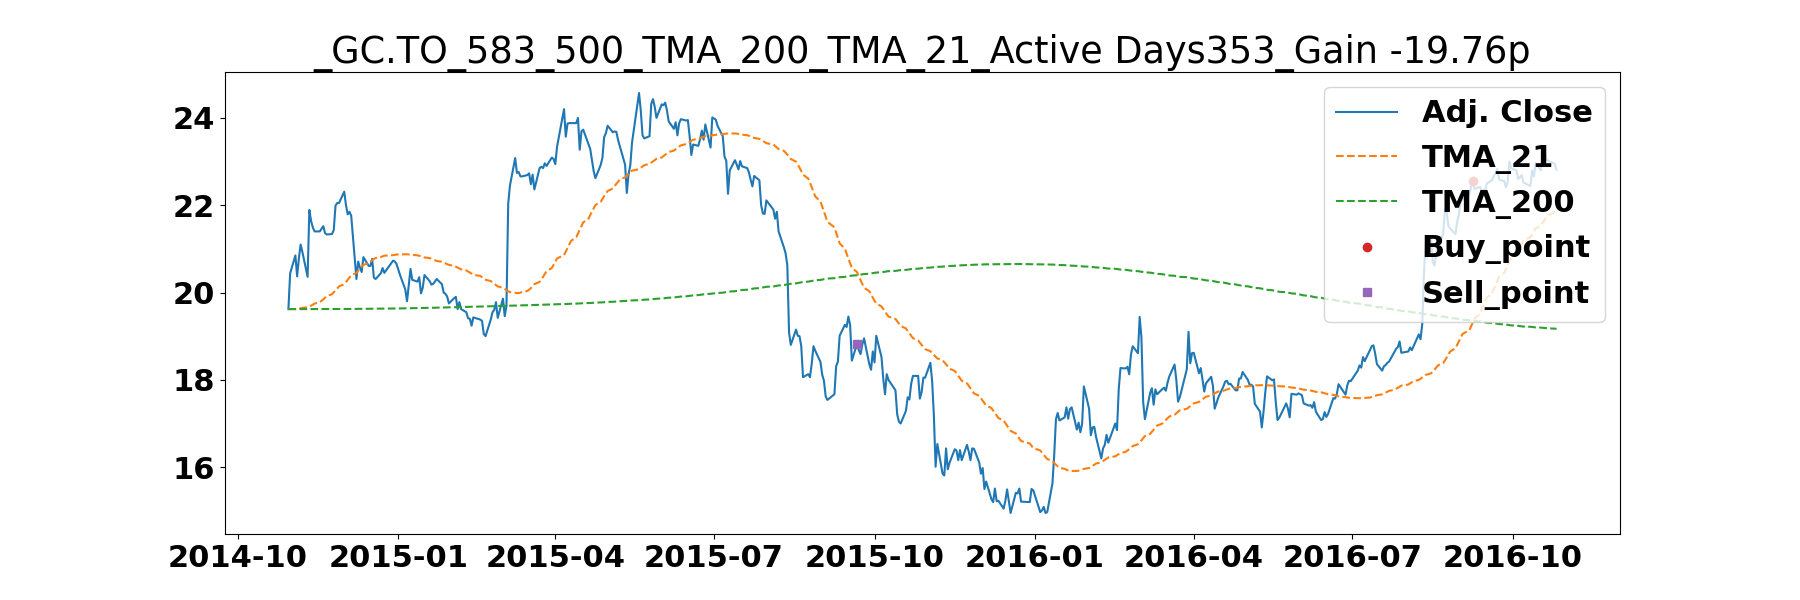 _GC.TO_583_500_TMA_200_TMA_21_Active Days353_Gain -19.76p
24
22
20
18
16
Adj. Close
TMA_21
TMA_200
Buy_point
Sell_point
2014-10 2015-01 2015-04 2015-07 2015-10 2016-01 2016-04 2016-07 2016-10